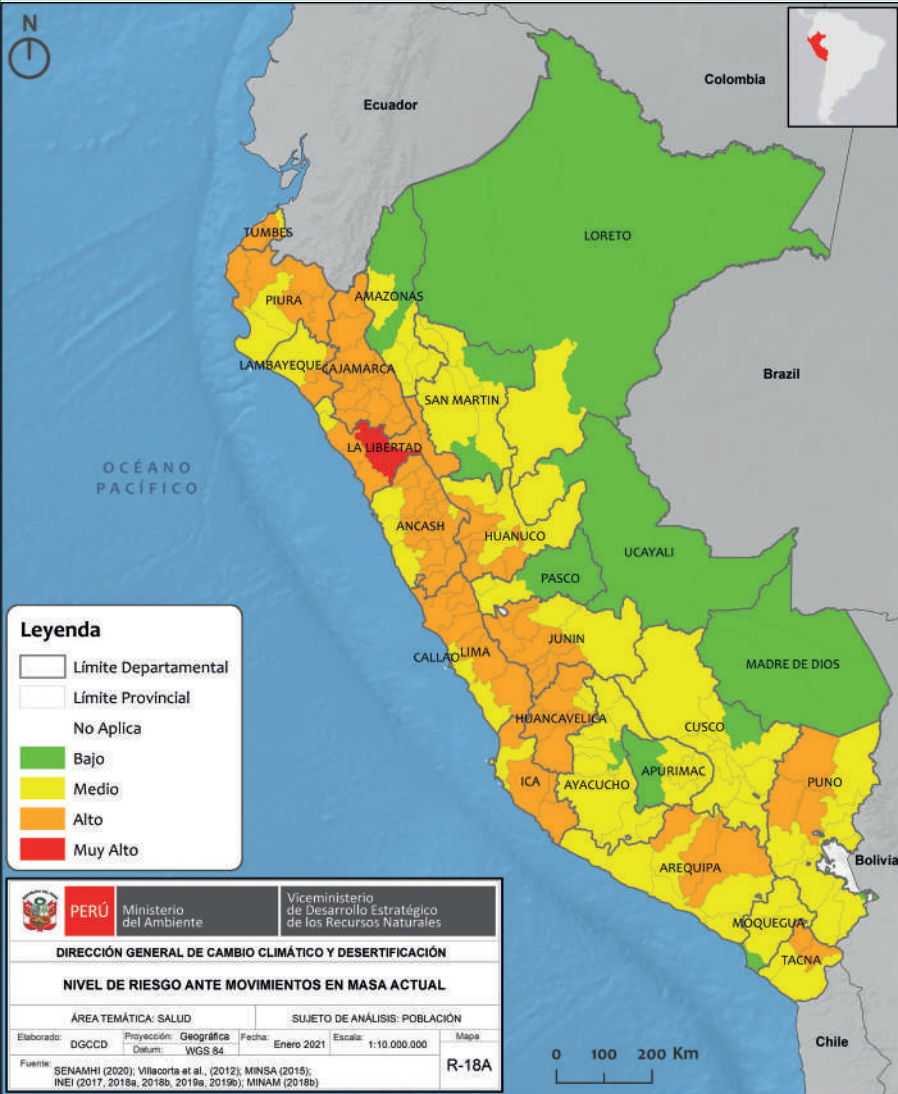 N
Colombia
Ecuador
LORETO
TUMBES
AMAZONAS
PIURA
LAMBAYEQUE
CAJAMARCA
Brazil
SAN MARTIN
LA LIBERTAD
OCÉANO
PACÍFICO
ANCASH
HUANUCO
UCAYALI
PASCO
JUNIN
CALLAO
LIMA
MADRE DE DIOS
HUANCAVELICA
CUSCO
ICA
AYACUCHO
APURIMAC
PUNO
AREQUIPA
Bolivia
MOQUEGUA
TACNA
Chile
Leyenda
Límite Departamental
Límite Provincial
No Aplica
Bajo
Medio
Alto
Muy Alto
PERÚ
Ministerio
del Ambiente
Viceministerio
de Desarrollo Estratégico
de los Recursos Naturales
DIRECCIÓN GENERAL DE CAMBIO CLIMÁTICO Y DESERTIFICACIÓN
NIVEL DE RIESGO ANTE MOVIMIENTOS EN MASA ACTUAL
ÁREA TEMÁTICA: SALUD
SUJETO DE ANÁLISIS: POBLACIÓN
Elaborado: DGCCD
Proyección: Geográfica
Datum: WGS 84
Fecha: Enero 2021
Escala: 1:10.000.000
Mapa
R-18A
Fuente: SENAMHI (2020); Villacorta et al., (2012); MINSA (2015);
INEI (2017, 2018a, 2018b, 2019a, 2019b); MINAM (2018b)
0 100 200 Km